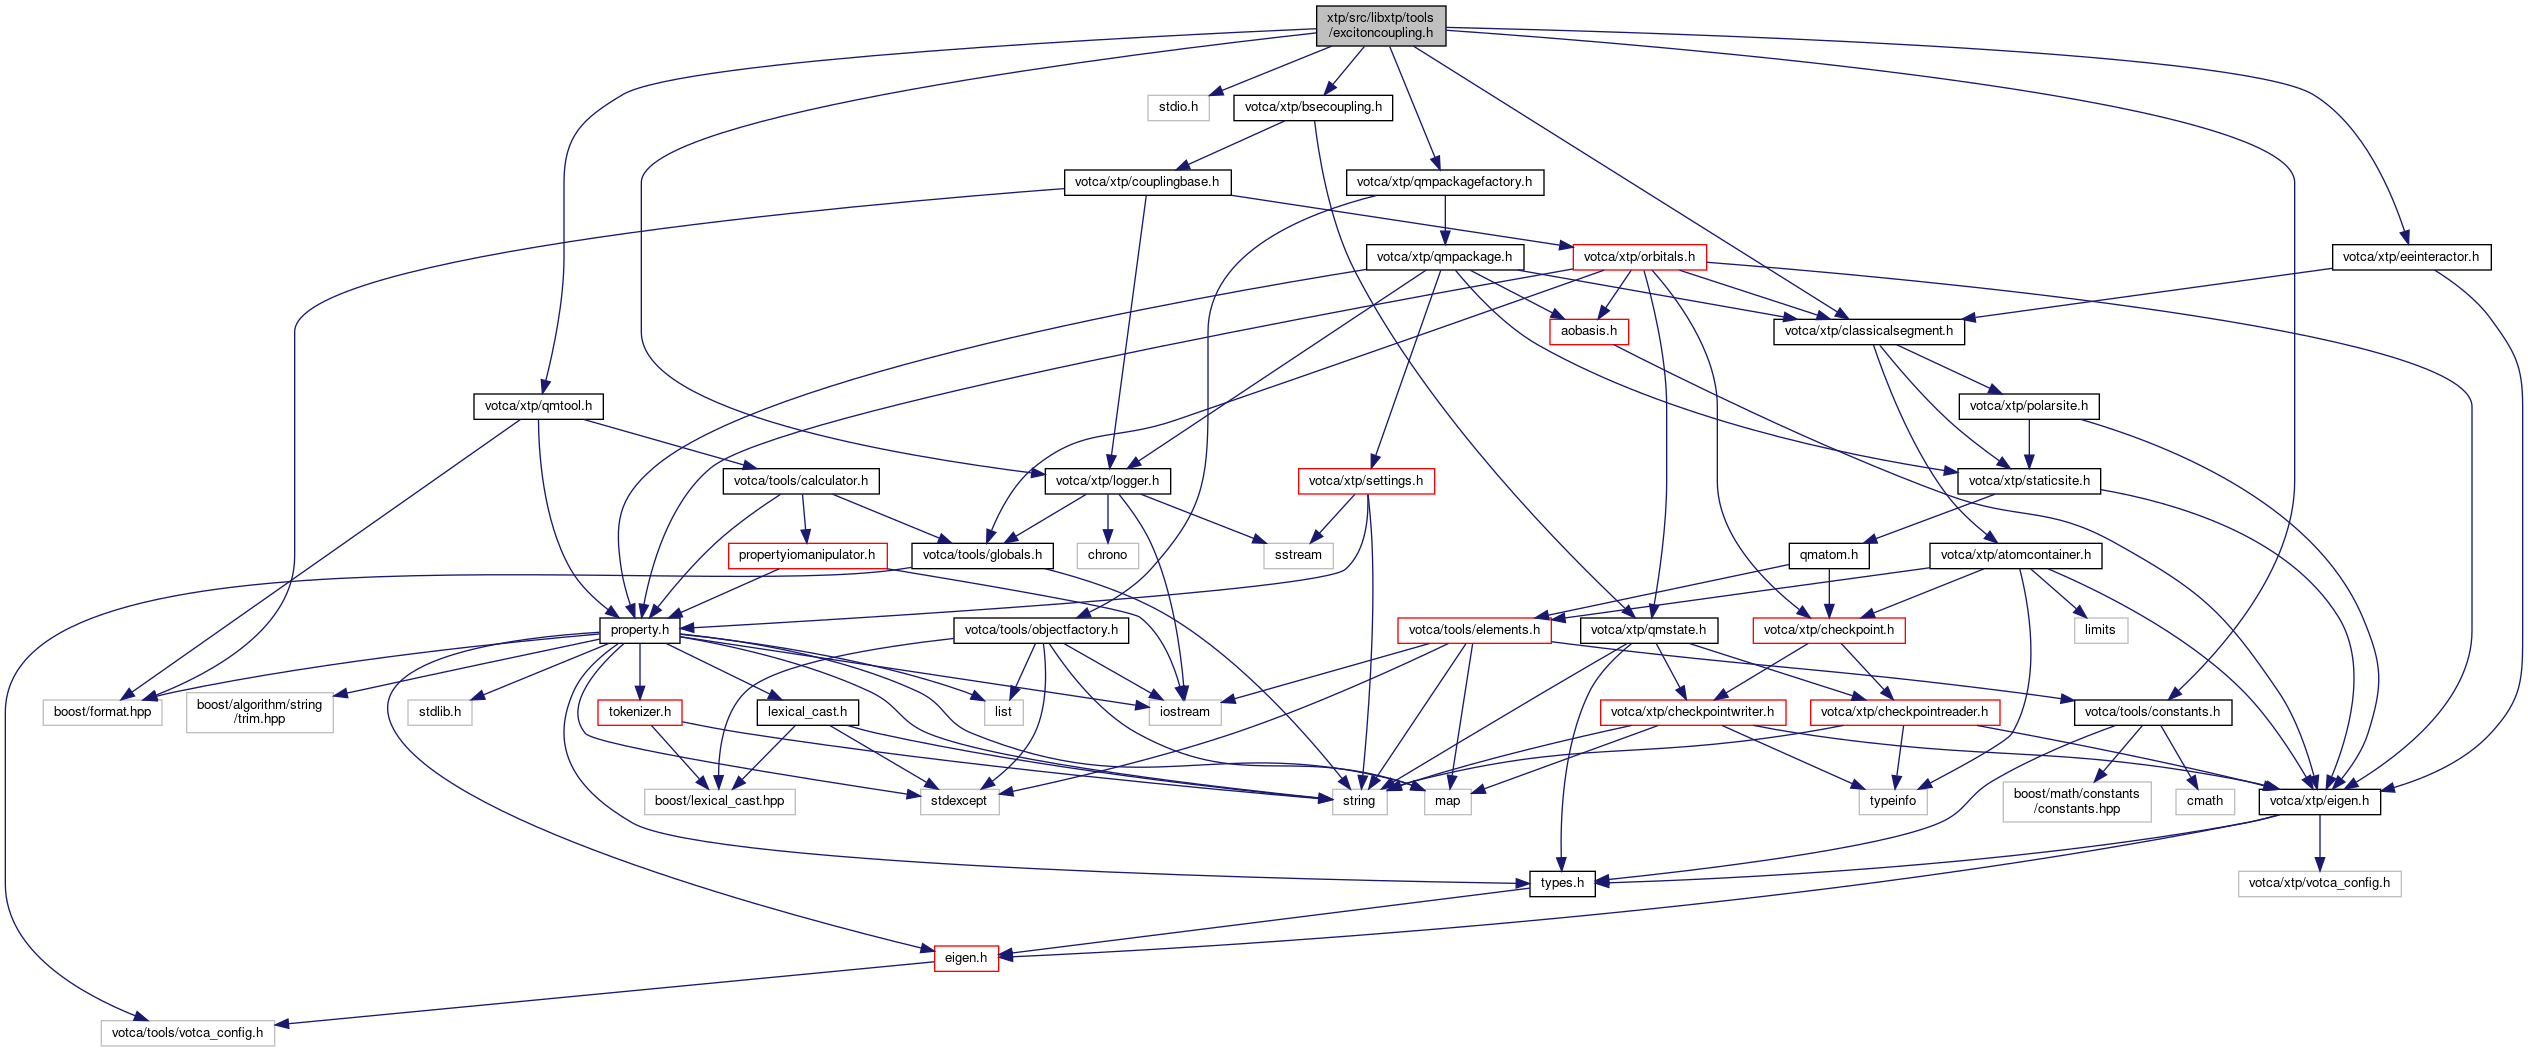 xtp/src/libxtp/tools
/excitoncoupling.h
stdio.h
votca/xtp/bsecoupling.h
votca/xtp/couplingbase.h
votca/xtp/qmpackagefactory.h
votca/xtp/qmpackage.h
votca/xtp/orbitals.h
votca/xtp/eeinteractor.h
aobasis.h
votca/xtp/classicalsegment.h
votca/xtp/qmtool.h
votca/xtp/polarsite.h
votca/tools/calculator.h
votca/xtp/logger.h
votca/xtp/settings.h
votca/xtp/staticsite.h
propertyiomanipulator.h
votca/tools/globals.h
chrono
sstream
qmatom.h
votca/xtp/atomcontainer.h
property.h
votca/tools/objectfactory.h
votca/tools/elements.h
votca/xtp/qmstate.h
votca/xtp/checkpoint.h
limits
boost/format.hpp
boost/algorithm/string
/trim.hpp
stdlib.h
tokenizer.h
lexical_cast.h
list
iostream
votca/xtp/checkpointwriter.h
votca/xtp/checkpointreader.h
votca/tools/constants.h
boost/lexical_cast.hpp
stdexcept
string
map
typeinfo
boost/math/constants
/constants.hpp
cmath
votca/xtp/eigen.h
types.h
votca/xtp/votca_config.h
eigen.h
votca/tools/votca_config.h